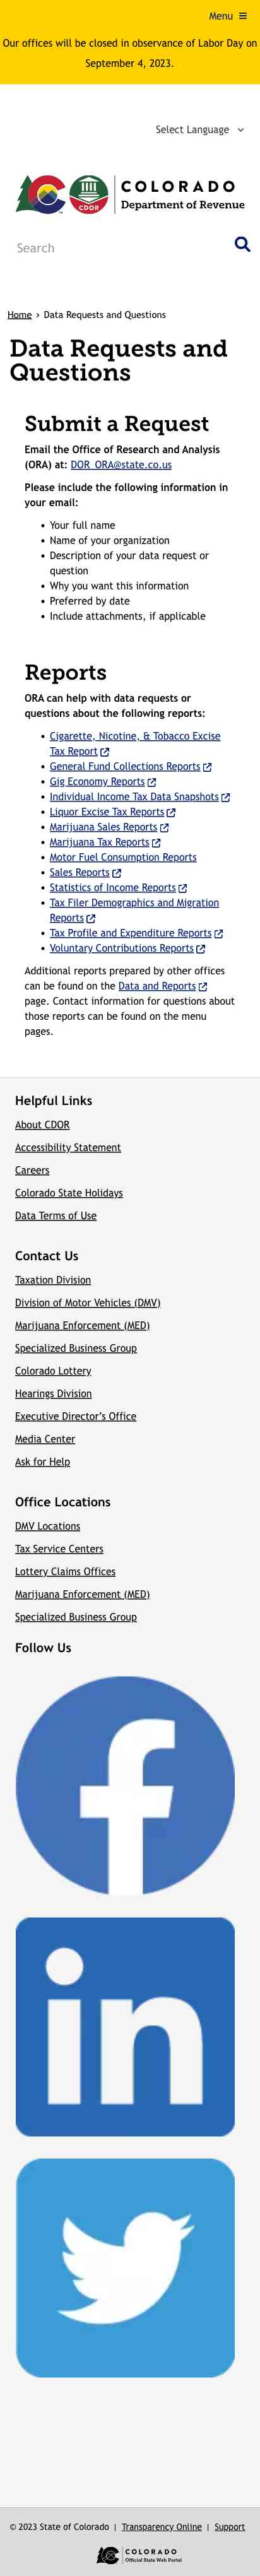 Menu
Our offices will be closed in observance of Labor Day on
September 4, 2023.
Select Language
CDOR
COLORADO
Department of Revenue
Search
Home › Data Requests and Questions
Data Requests and
Questions
Submit a Request
Email the Office of Research and Analysis
(ORA) at: DOR_ORA@state.co.us
Please include the following information in
your email:
• Your full name
• Name of your organization
• Description of your data request or
question
• Why you want this information
• Preferred by date
• Include attachments, if applicable
Reports
ORA can help with data requests or
questions about the following reports:
• Cigarette, Nicotine, & Tobacco Excise
Tax Report
• General Fund Collections Reports
• Gig Economy Reports
• Individual Income Tax Data Snapshots
• Liquor Excise Tax Reports
• Marijuana Sales Reports
• Marijuana Tax Reports
• Motor Fuel Consumption Reports
• Sales Reports
• Statistics of Income Reports
• Tax Filer Demographics and Migration
Reports
• Tax Profile and Expenditure Reports
• Voluntary Contributions Reports
Additional reports prepared by other offices
can be found on the Data and Reports
page. Contact information for questions about
those reports can be found on the menu
pages.
Helpful Links
About CDOR
Accessibility Statement
Careers
Colorado State Holidays
Data Terms of Use
Contact Us
Taxation Division
Division of Motor Vehicles (DMV)
Marijuana Enforcement (MED)
Specialized Business Group
Colorado Lottery
Hearings Division
Executive Director's Office
Media Center
Ask for Help
Office Locations
DMV Locations
Tax Service Centers
Lottery Claims Offices
Marijuana Enforcement (MED)
Specialized Business Group
Follow Us
f
in
© 2023 State of Colorado | Transparency Online | Support
COLORADO
Official State Web Portal